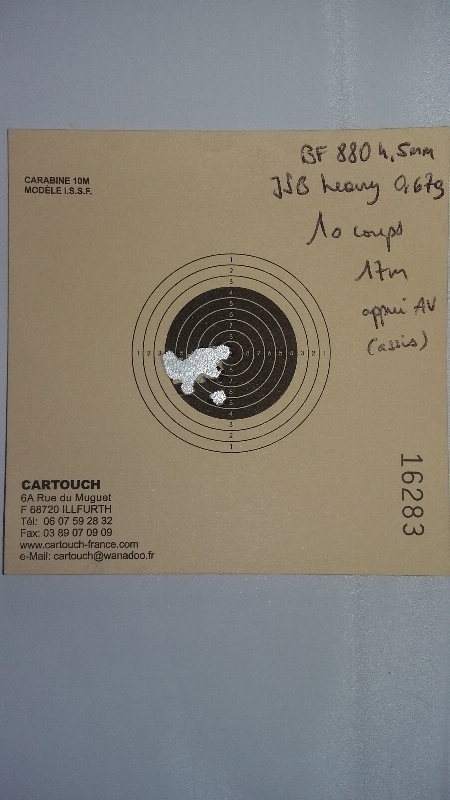 CARABINE 10M
MODÈLE I.S.S.F.
BF 880 4,5mm
JSB heavy 0,67g
10 coups
17m
appui AV
(assis)
CARTOUCH
6A Rue du Muguet
F 68720 ILLFURTH
Tél: 06 07 59 28 32
Fax: 03 89 07 09 09
www.cartouch-france.com
e-Mail: cartouch@wanadoo.fr
16283